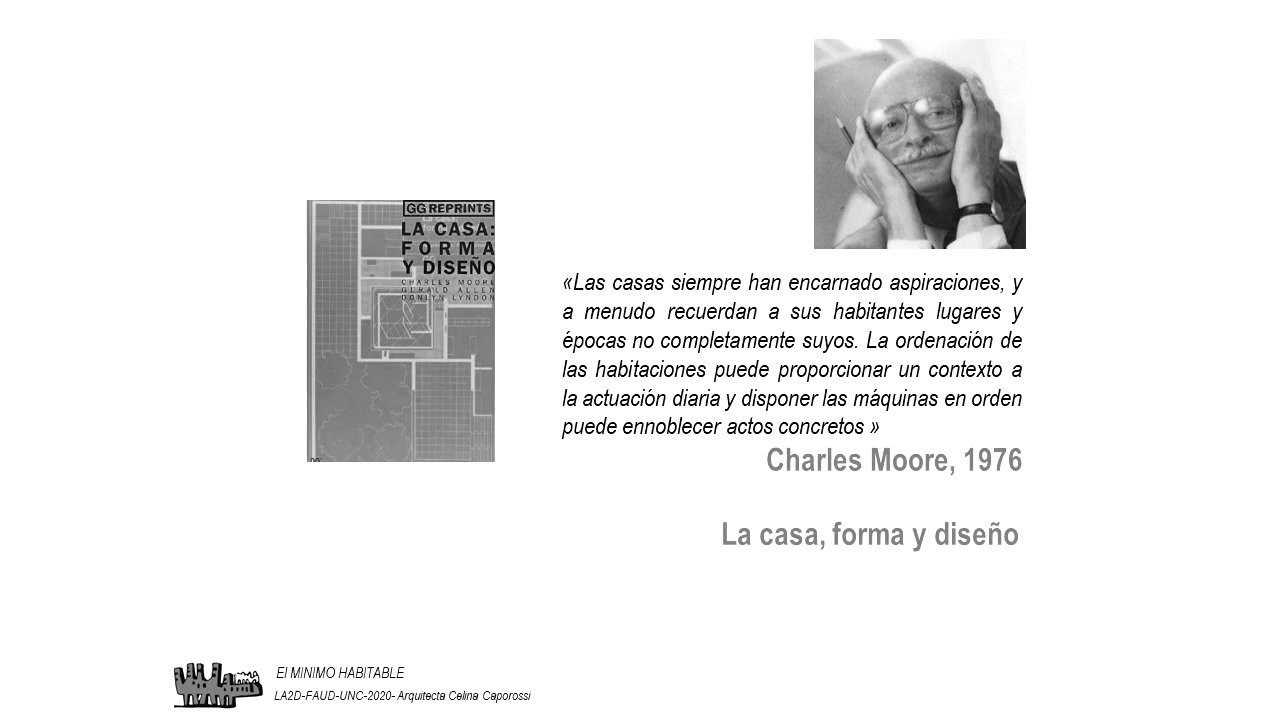 GG REPRINTS
LA CASA:
FORMA
Y DISEÑO
CHARLES MOORE
GERALD ALLEN
DONLYN LYNDON
«Las casas siempre han encarnado aspiraciones, y
a menudo recuerdan a sus habitantes lugares y
épocas no completamente suyos. La ordenación de
las habitaciones puede proporcionar un contexto a
la actuación diaria y disponer las máquinas en orden
puede ennoblecer actos concretos »
Charles Moore, 1976
La casa, forma y diseño
El MINIMO HABITABLE
LA2D-FAUD-UNC-2020- Arquitecta Celina Caporossi